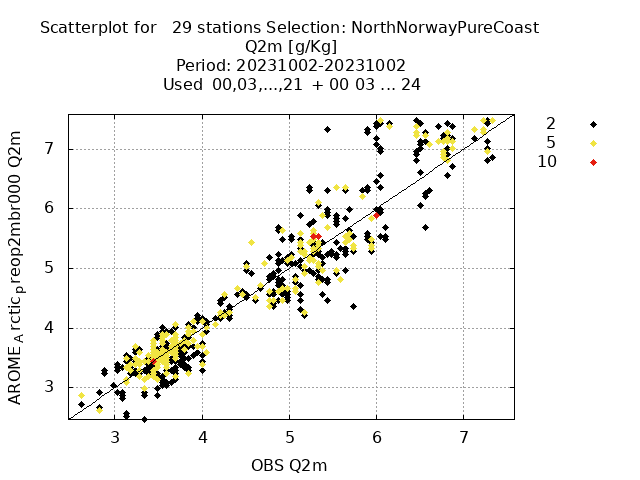 Scatterplot for   29 stations Selection: NorthNorwayPureCoast
Q2m [g/Kg]
Period: 20231002-20231002
Used  00,03,...,21  + 00 03 ... 24
2
5
10
7
6
5
4
3
AROME_Arctic_preop2mbr000 Q2m
3 4 5 6 7
OBS Q2m